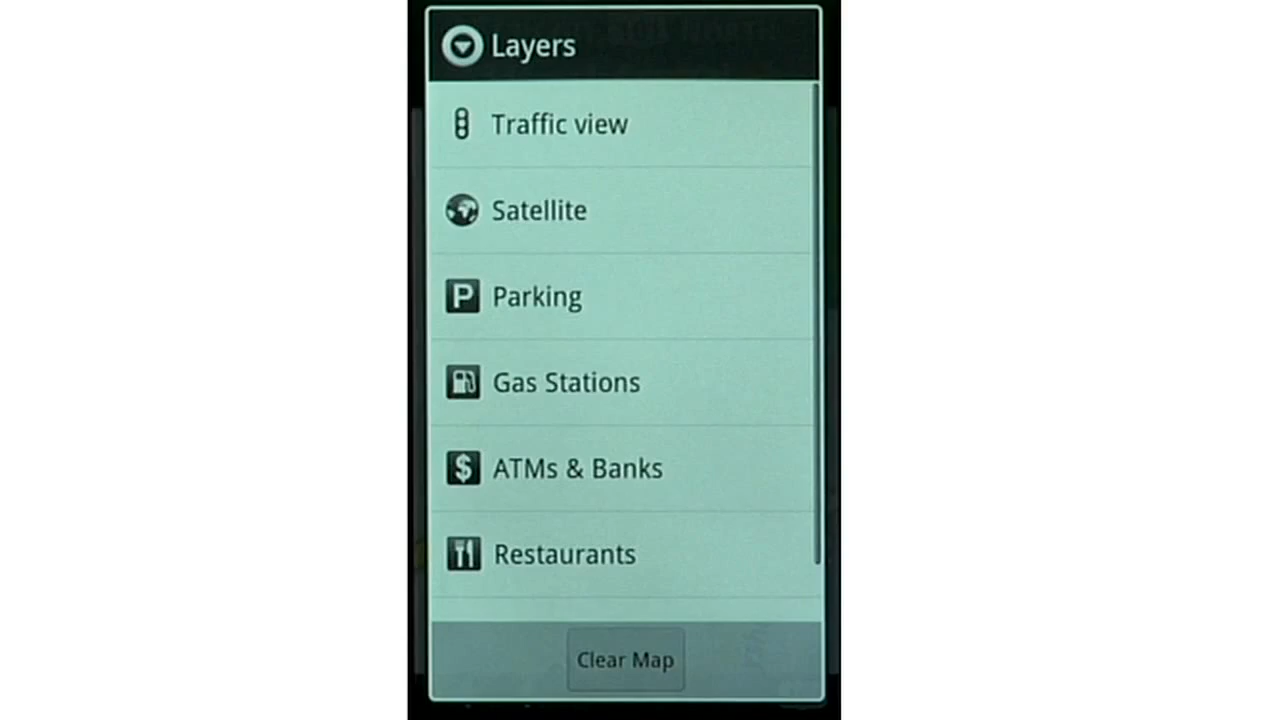 Layers
Traffic view
Satellite
P Parking
Gas Stations
$ ATMs & Banks
Restaurants
Clear Map